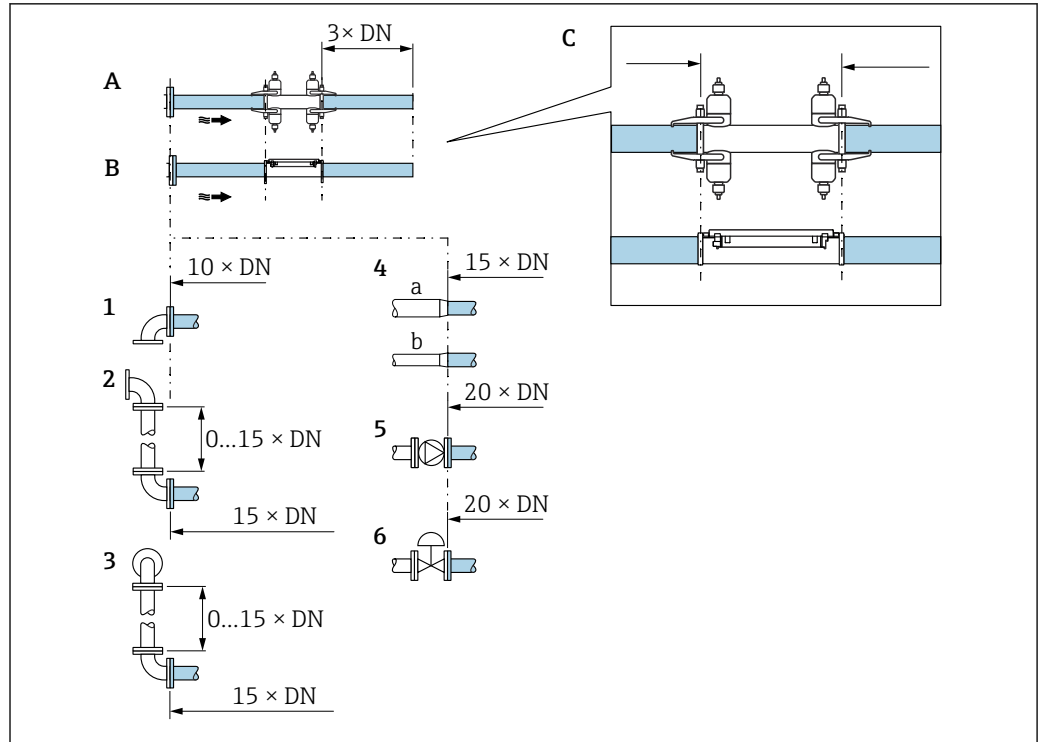 3× DN
C
A
B
10 × DN
4
15 × DN
1
a
b
2
20 × DN
5
0...15 × DN
20 × DN
15 × DN
6
3
0...15 × DN
15 × DN